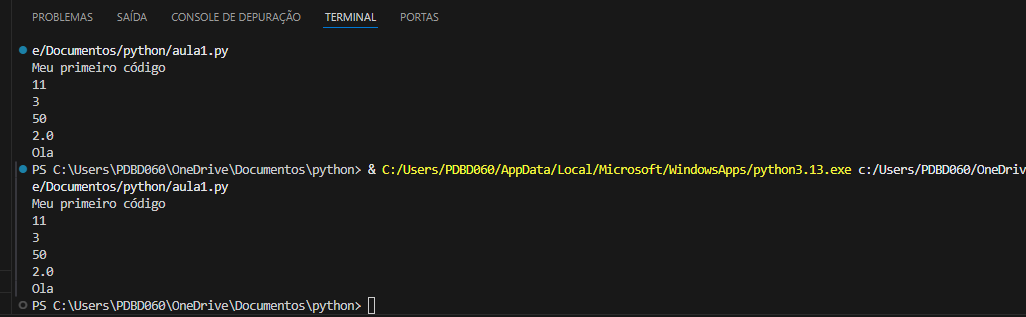 PROBLEMAS SAÍDA CONSOLE DE DEPURAÇÃO TERMINAL PORTAS
e/Documentos/python/aula1.py
Meu primeiro código
11
3
50
2.0
Ola
PS C:\Users\PDBD060\OneDrive\Documentos\python> & C:/Users/PDBD060/AppData/Local/Microsoft/WindowsApps/python3.13.exe c:/Users/PDBD060/OneDriv
e/Documentos/python/aula1.py
Meu primeiro código
11
3
50
2.0
Ola
PS C:\Users\PDBD060\OneDrive\Documentos\python>